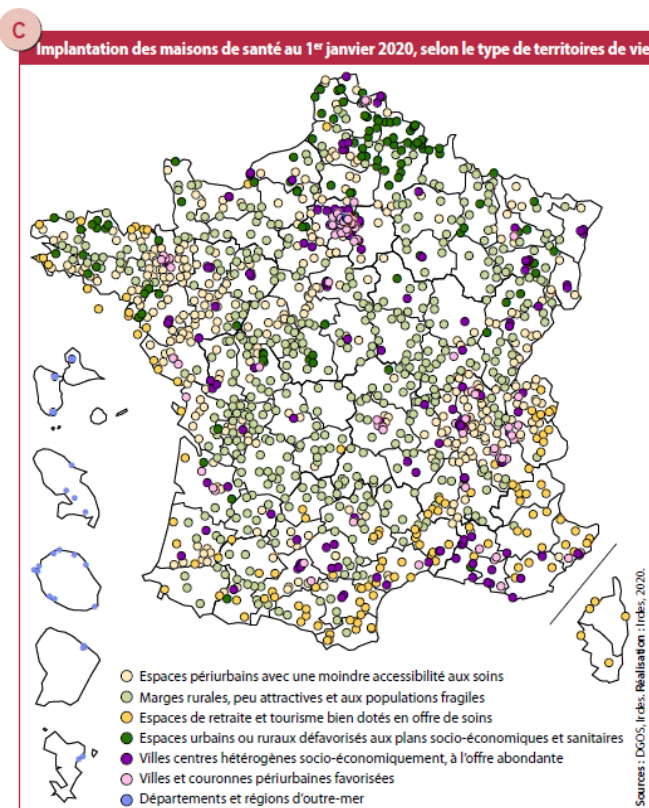 C
Implantation des maisons de santé au 1er janvier 2020, selon le type de territoires de vie
Espaces périurbains avec une moindre accessibilité aux soins
Marges rurales, peu attractives et aux populations fragiles
Espaces de retraite et tourisme bien dotés en offre de soins
Espaces urbains ou ruraux défavorisés aux plans socio-économiques et sanitaires
Villes centres hétérogènes socio-économiquement, à l'offre abondante
Villes et couronnes périurbaines favorisées
Départements et régions d'outre-mer
Sources : DGOS, Irdes. Réalisation : Irdes, 2020.